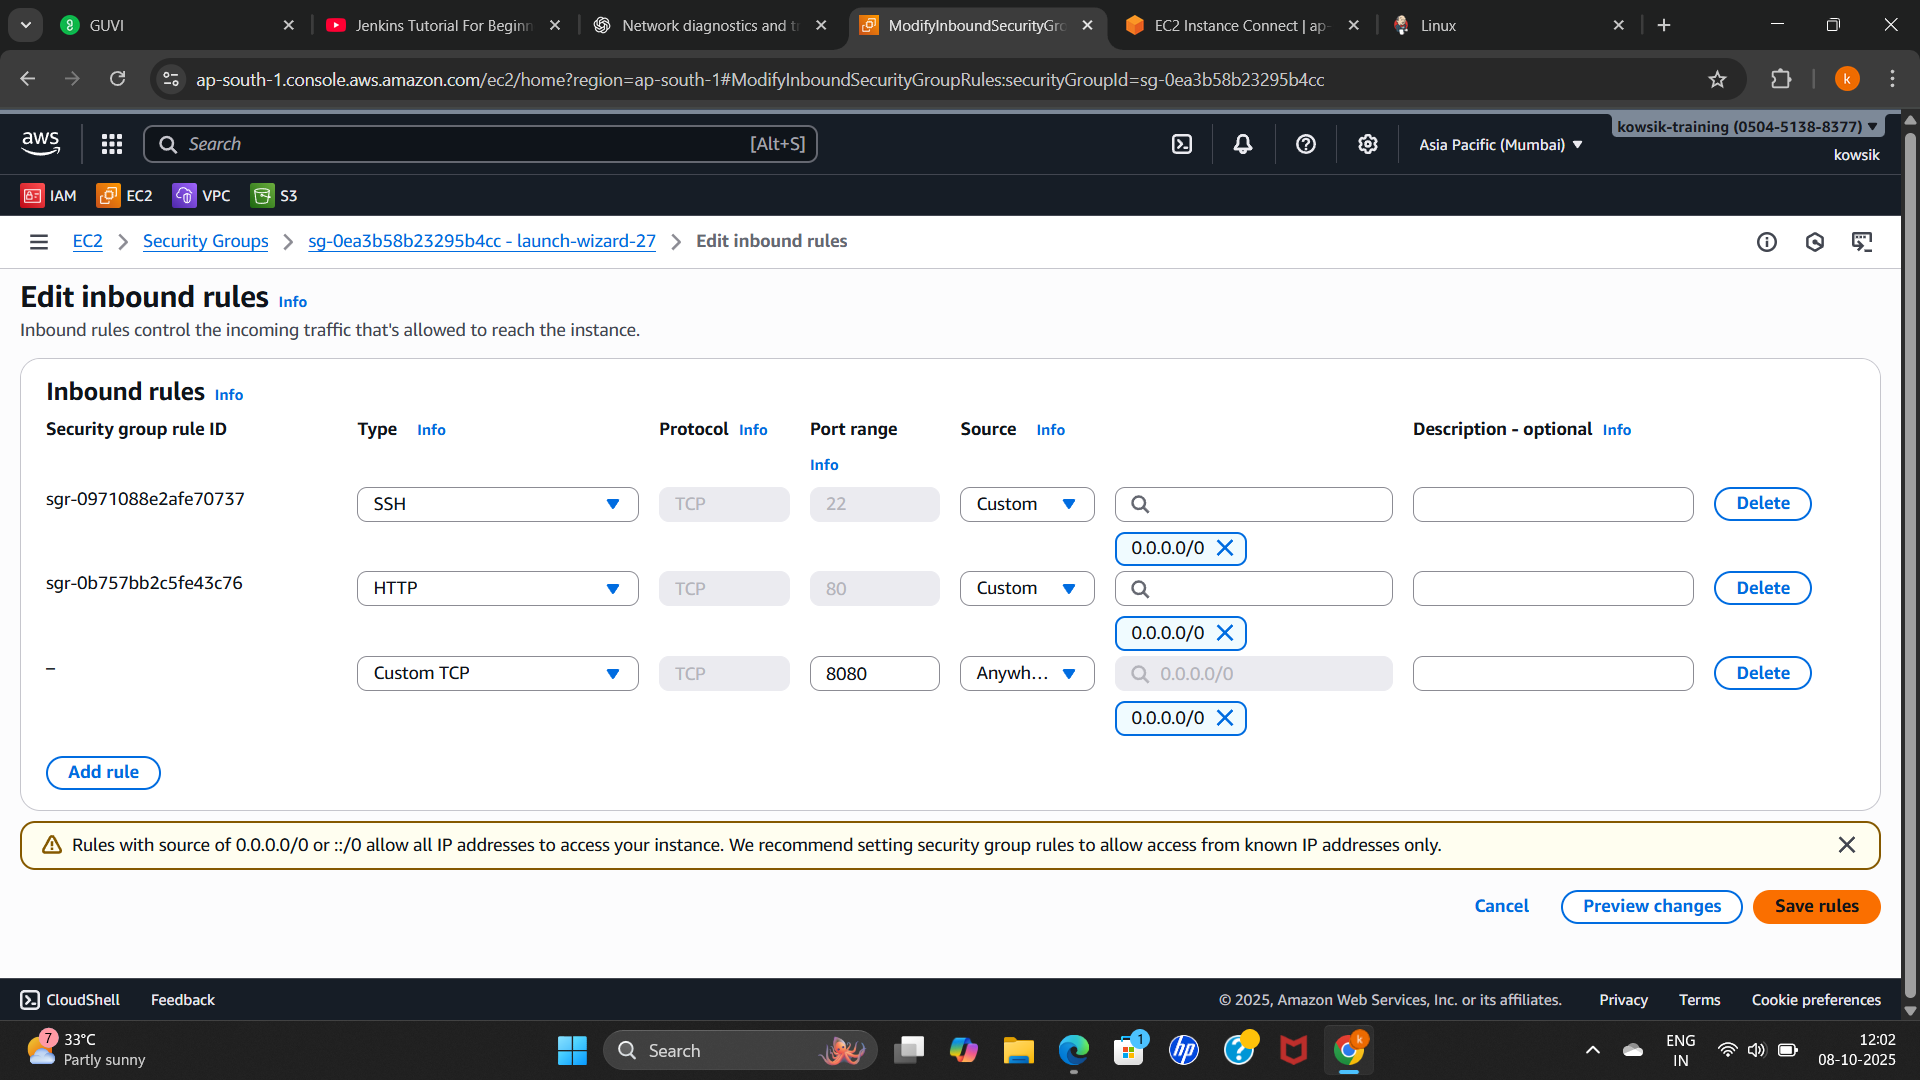 GUVI
Jenkins Tutorial For Beginn
Network diagnostics and tr
ModifyInboundSecurityGro
EC2 Instance Connect | ap-
Linux
ap-south-1.console.aws.amazon.com/ec2/home?region=ap-south-1#ModifyInboundSecurityGroupRules:securityGroupId=sg-0ea3b58b23295b4cc
k
aws
Search
[Alt+S]
Asia Pacific (Mumbai)
kowsik-training (0504-5138-8377)
kowsik
IAM
EC2
VPC
S3
EC2
Security Groups
sg-0ea3b58b23295b4cc - launch-wizard-27
Edit inbound rules
Edit inbound rules Info
Inbound rules control the incoming traffic that's allowed to reach the instance.
Inbound rules Info
Security group rule ID
Type Info
Protocol Info
Port range
Info
Source Info
Description - optional Info
sgr-0971088e2afe70737
SSH
TCP
22
Custom
Delete
0.0.0.0/0
sgr-0b757bb2c5fe43c76
HTTP
TCP
80
Custom
Delete
0.0.0.0/0
–
Custom TCP
TCP
8080
Anywh...
0.0.0.0/0
Delete
0.0.0.0/0
Add rule
Rules with source of 0.0.0.0/0 or ::/0 allow all IP addresses to access your instance. We recommend setting security group rules to allow access from known IP addresses only.
Cancel
Preview changes
Save rules
CloudShell
Feedback
© 2025, Amazon Web Services, Inc. or its affiliates.
Privacy
Terms
Cookie preferences
7
33°C
Partly sunny
Search
1
hp
?
k
ENG
IN
12:02
08-10-2025